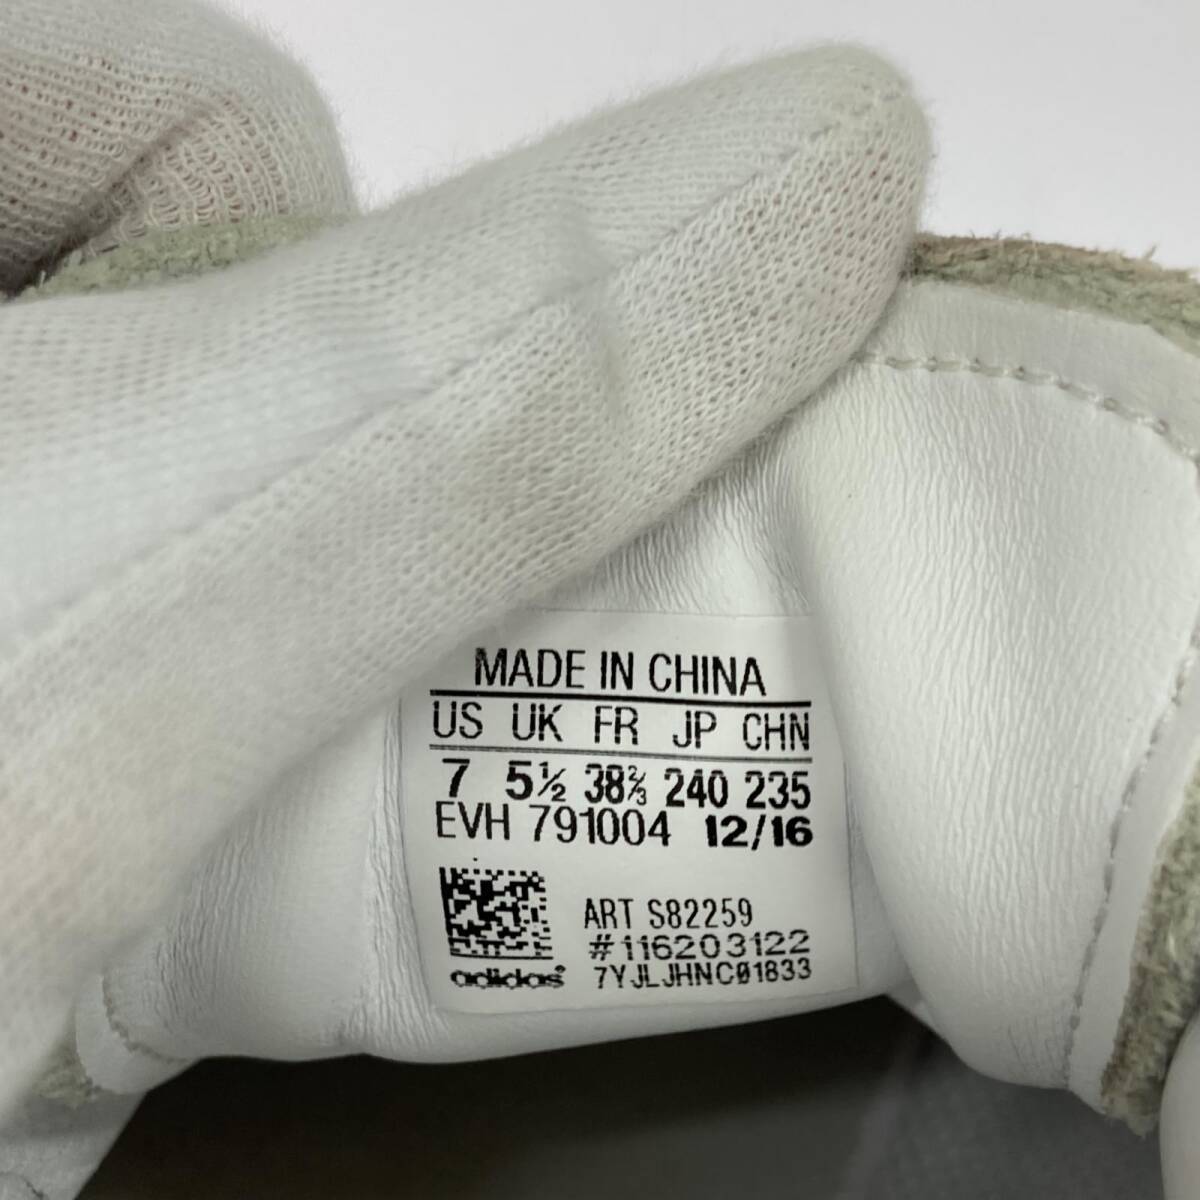 MADE IN CHINA
US UK FR JP CHN
7 5½ 38⅔ 240 235
EVH 791004 12/16
ART S82259
#116203122
adidas 7YJLJHNC01833